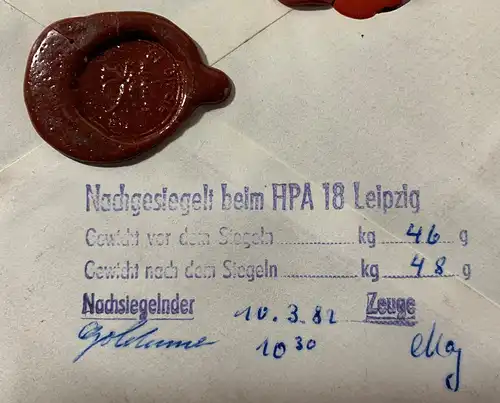 Nachgesiegelt beim HPA 18 Leipzig
Gewicht vor dem Siegeln kg 46 g
Gewicht nach dem Siegeln kg 48 g
Nachsiegelnder 10.3.82 Zeuge
10 30